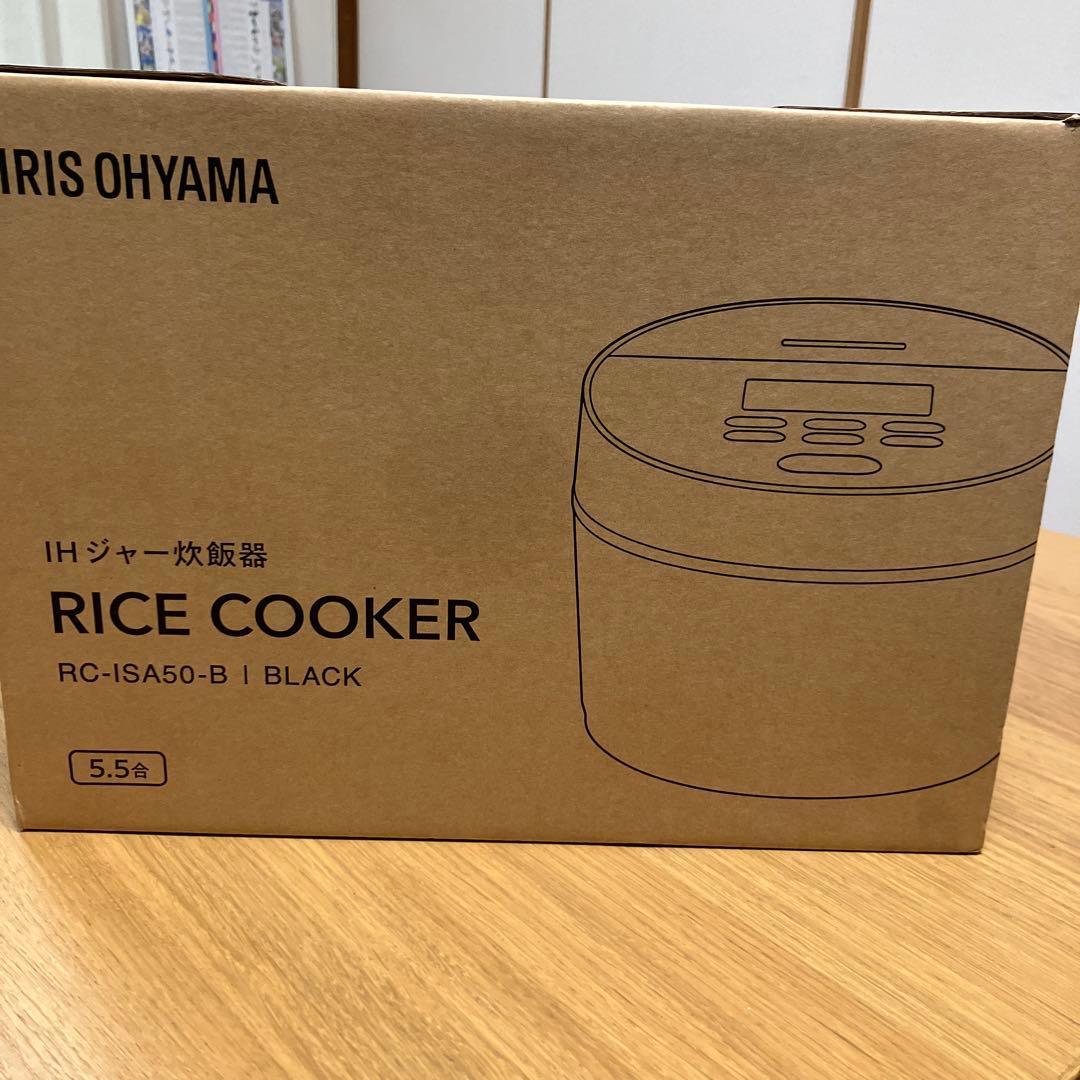 IRIS OHYAMA
IHジャー炊飯器
RICE COOKER
RC-ISA50-B | BLACK
5.5合